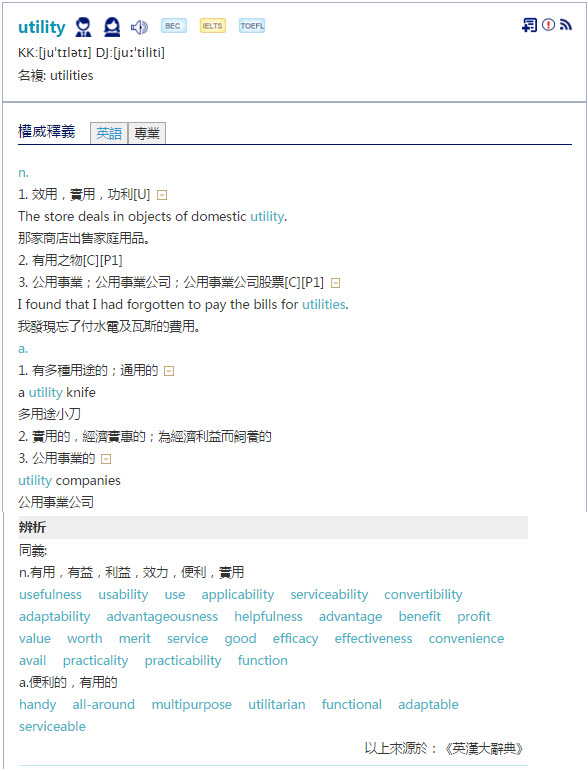 utility BEC IELTS TOEFL
KK:[ju'tɪlətɪ] DJ:[juː'tiliti]
名複: utilities
權威釋義 英語 專業
n.
1. 效用，實用，功利[U]
The store deals in objects of domestic utility.
那家商店出售家庭用品。
2. 有用之物[C][P1]
3. 公用事業；公用事業公司；公用事業公司股票[C][P1]
I found that I had forgotten to pay the bills for utilities.
我發現忘了付水電及瓦斯的費用。
a.
1. 有多種用途的；通用的
a utility knife
多用途小刀
2. 實用的，經濟實惠的；為經濟利益而飼養的
3. 公用事業的
utility companies
公用事業公司
辨析
同義:
n.有用，有益，利益，效力，便利，實用
usefulness usability use applicability serviceability convertibility
adaptability advantageousness helpfulness advantage benefit profit
value worth merit service good efficacy effectiveness convenience
avail practicality practicability function
a.便利的，有用的
handy all-around multipurpose utilitarian functional adaptable
serviceable
以上來源於：《英漢大辭典》